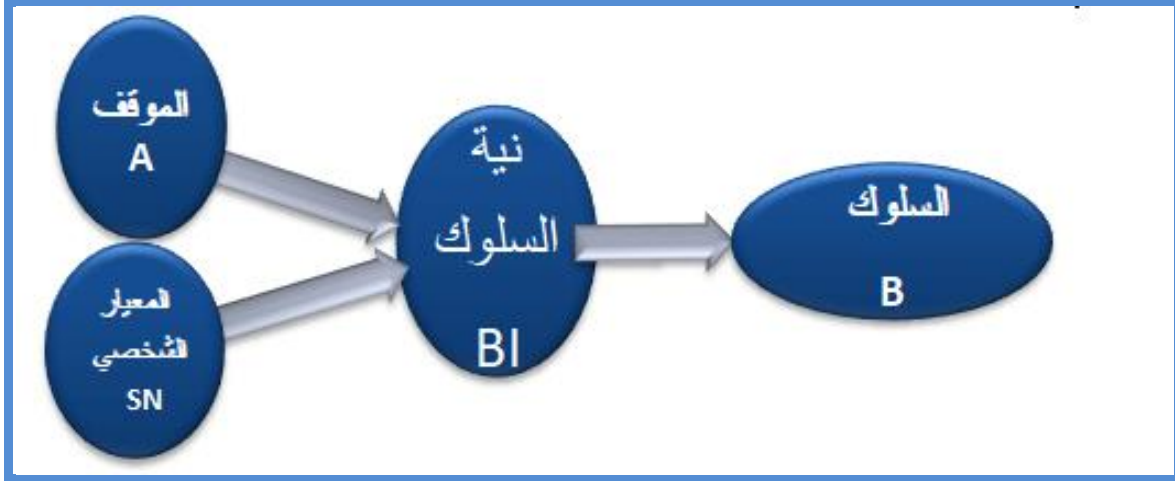 الموقف
A
المعيار
الشخصي
SN
نية
السلوك
BI
السلوك
B